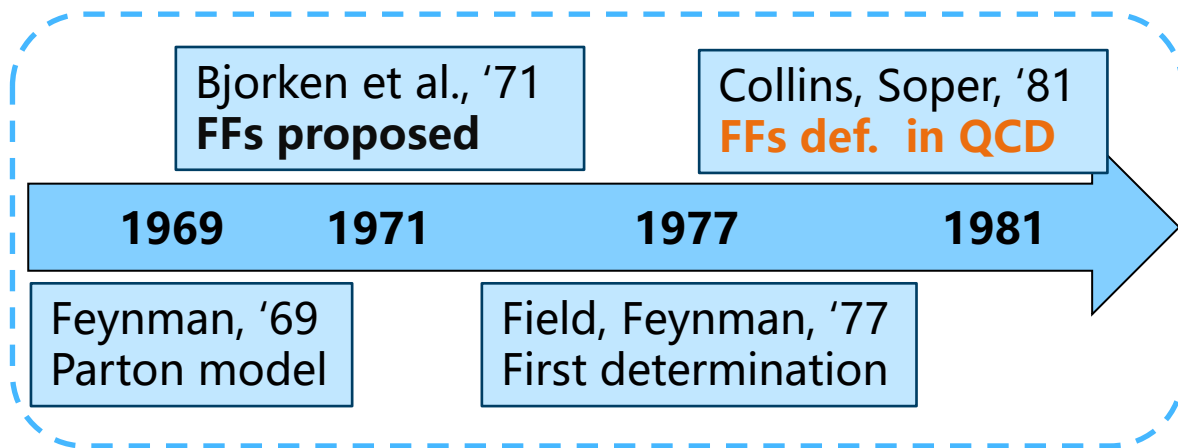 Bjorken et al., ‘71
FFs proposed
Collins, Soper, ‘81
FFs def.  in QCD
1969 1971 1977 1981
Feynman, ‘69
Parton model
Field, Feynman, ‘77
First determination